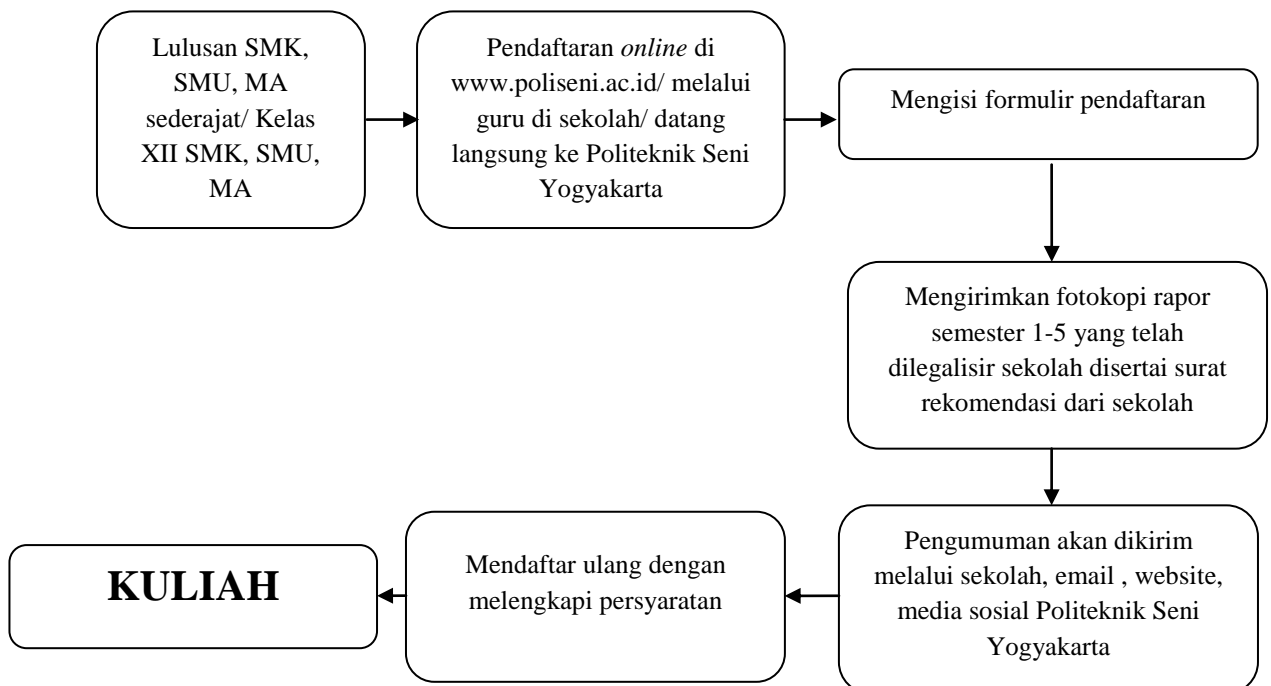 Lulusan SMK,
SMU, MA
sederajat/ Kelas
XII SMK, SMU,
MA
Pendaftaran online di
www.poliseni.ac.id/ melalui
guru di sekolah/ datang
langsung ke Politeknik Seni
Yogyakarta
Mengisi formulir pendaftaran
Mengirimkan fotokopi rapor
semester 1-5 yang telah
dilegalisir sekolah disertai surat
rekomendasi dari sekolah
Pengumuman akan dikirim
melalui sekolah, email , website,
media sosial Politeknik Seni
Yogyakarta
Mendaftar ulang dengan
melengkapi persyaratan
KULIAH